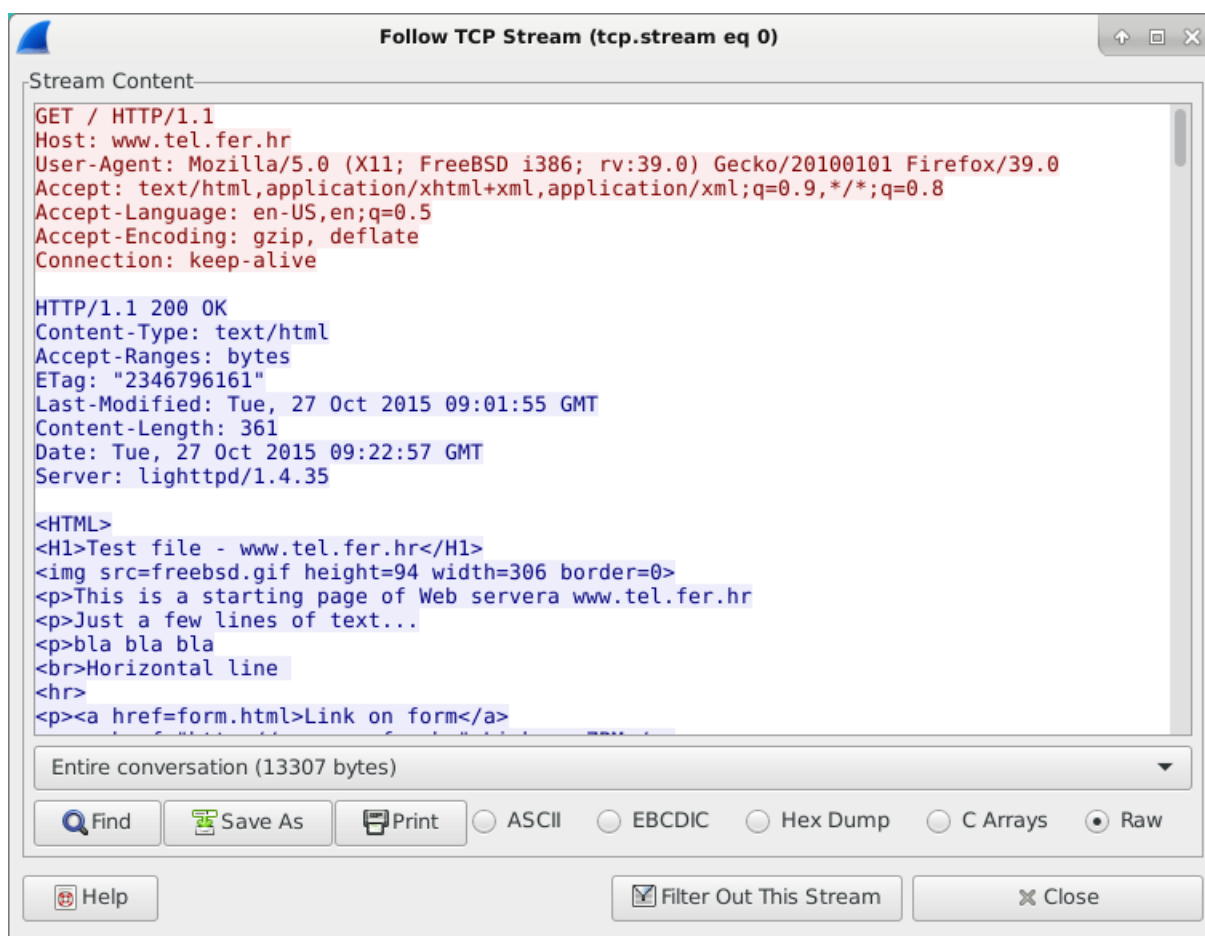 Follow TCP Stream (tcp.stream eq 0)
Stream Content
GET / HTTP/1.1
Host: www.tel.fer.hr
User-Agent: Mozilla/5.0 (X11; FreeBSD i386; rv:39.0) Gecko/20100101 Firefox/39.0
Accept: text/html,application/xhtml+xml,application/xml;q=0.9,*/*;q=0.8
Accept-Language: en-US,en;q=0.5
Accept-Encoding: gzip, deflate
Connection: keep-alive
HTTP/1.1 200 OK
Content-Type: text/html
Accept-Ranges: bytes
ETag: "2346796161"
Last-Modified: Tue, 27 Oct 2015 09:01:55 GMT
Content-Length: 361
Date: Tue, 27 Oct 2015 09:22:57 GMT
Server: lighttpd/1.4.35
<HTML>
<H1>Test file - www.tel.fer.hr</H1>
<img src=freebsd.gif height=94 width=306 border=0>
<p>This is a starting page of Web servera www.tel.fer.hr
<p>Just a few lines of text...
<p>bla bla bla
<br>Horizontal line
<hr>
<p><a href=form.html>Link on form</a>
Entire conversation (13307 bytes)
Find Save As Print ASCII EBCDIC Hex Dump C Arrays Raw
Help Filter Out This Stream Close